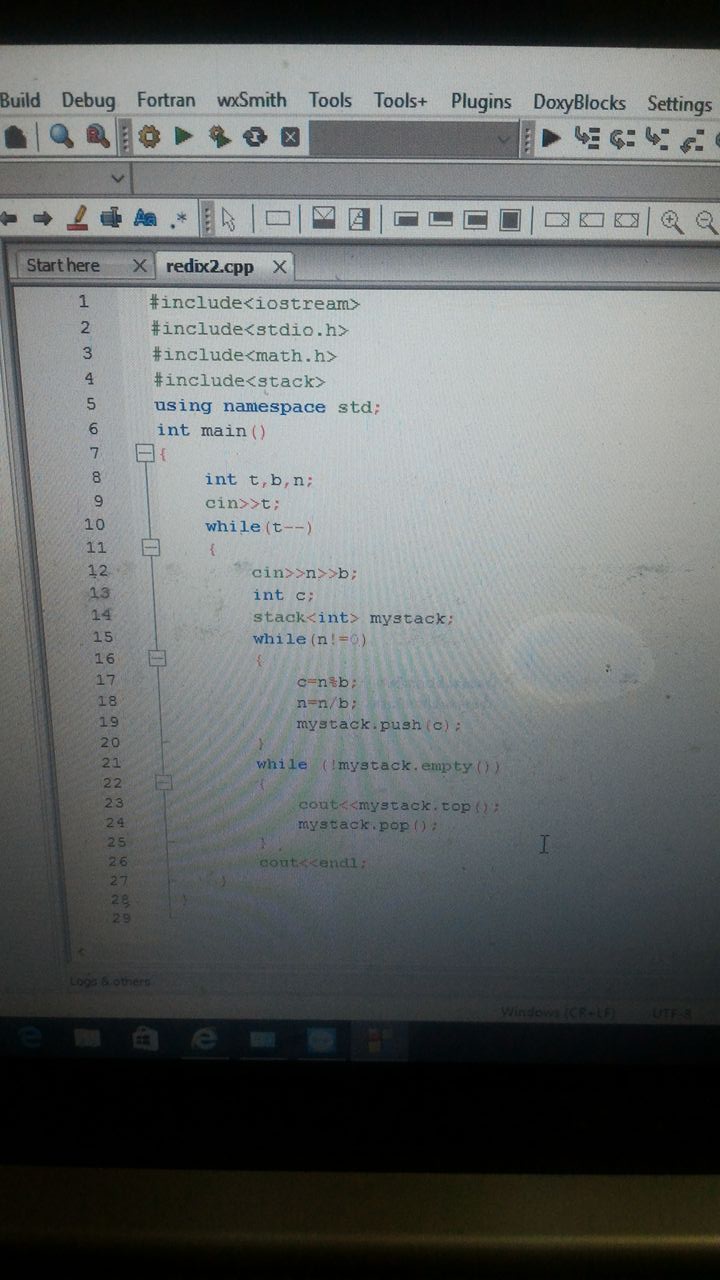 Build Debug Fortran wxSmith Tools Tools+ Plugins DoxyBlocks Settings
Start here redix2.cpp
1 #include<iostream>
2 #include<stdio.h>
3 #include<math.h>
4 #include<stack>
5 using namespace std;
6 int main()
7 {
8 int t,b,n;
9 cin>>t;
10 while(t--)
11 {
12 cin>>n>>b;
13 int c;
14 stack<int> mystack;
15 while(n!=0)
16 {
17 c=n%b;
18 n=n/b;
19 mystack.push(c);
20 }
21 while (!mystack.empty())
22 {
23 cout<<mystack.top();
24 mystack.pop();
25 }
26 cout<<endl;
27 }
28 }
29
Logs & others
Windows (CR+LF) UTF-8